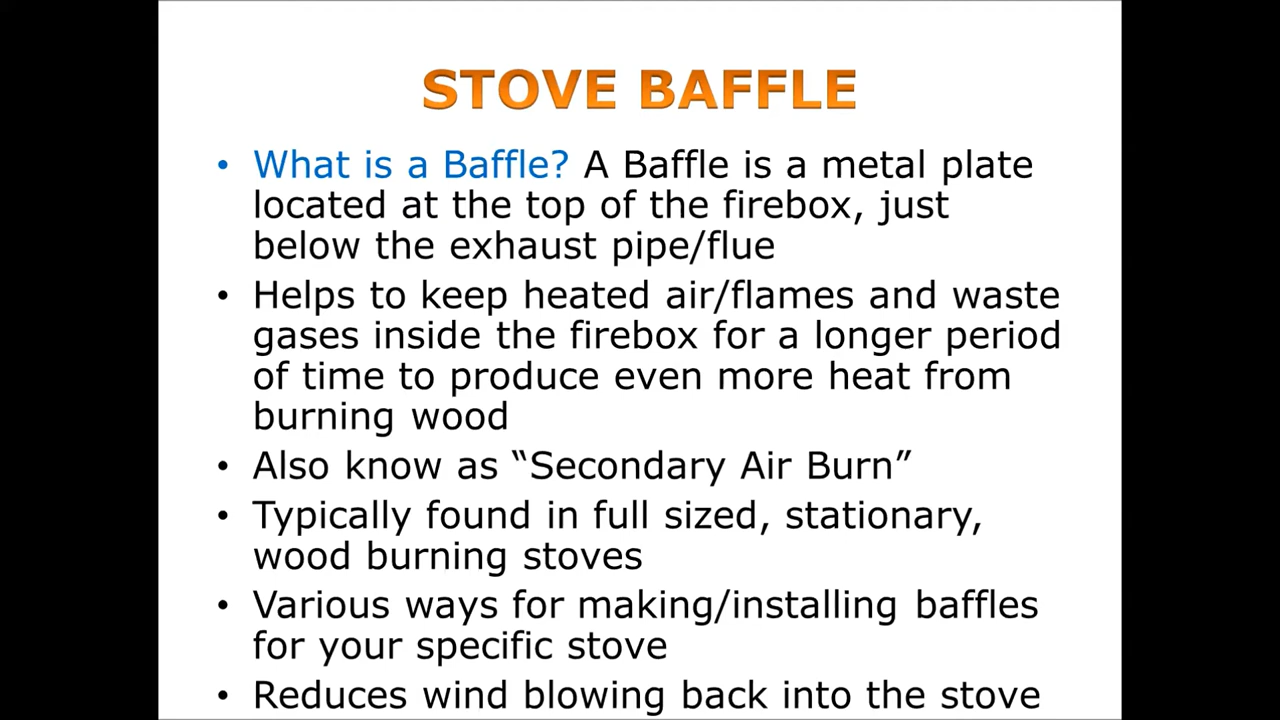 STOVE BAFFLE
• What is a Baffle? A Baffle is a metal plate
located at the top of the firebox, just
below the exhaust pipe/flue
• Helps to keep heated air/flames and waste
gases inside the firebox for a longer period
of time to produce even more heat from
burning wood
• Also know as “Secondary Air Burn”
• Typically found in full sized, stationary,
wood burning stoves
• Various ways for making/installing baffles
for your specific stove
• Reduces wind blowing back into the stove